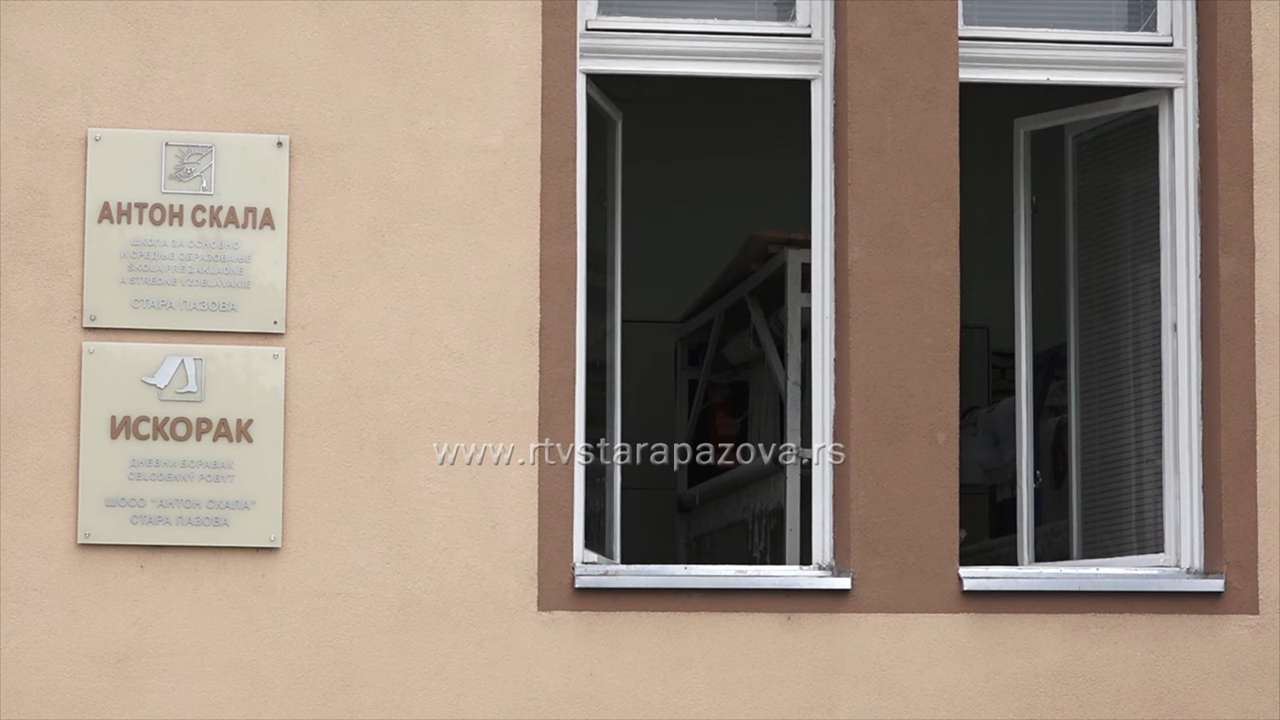 АНТОН СКАЛА
ШКОЛА ЗА ОСНОВНО
И СРЕДЊЕ ОБРАЗОВАЊЕ
ŠKOLA PRE ZÁKLADNÉ
A STREDNÉ VZDELÁVANIE
СТАРА ПАЗОВА
ИСКОРАК
ДНЕВНИ БОРАВАК
CELODENNÝ POBYT
ШОСО "АНТОН СКАЛА"
СТАРА ПАЗОВА
www.rtvstarapazova.rs